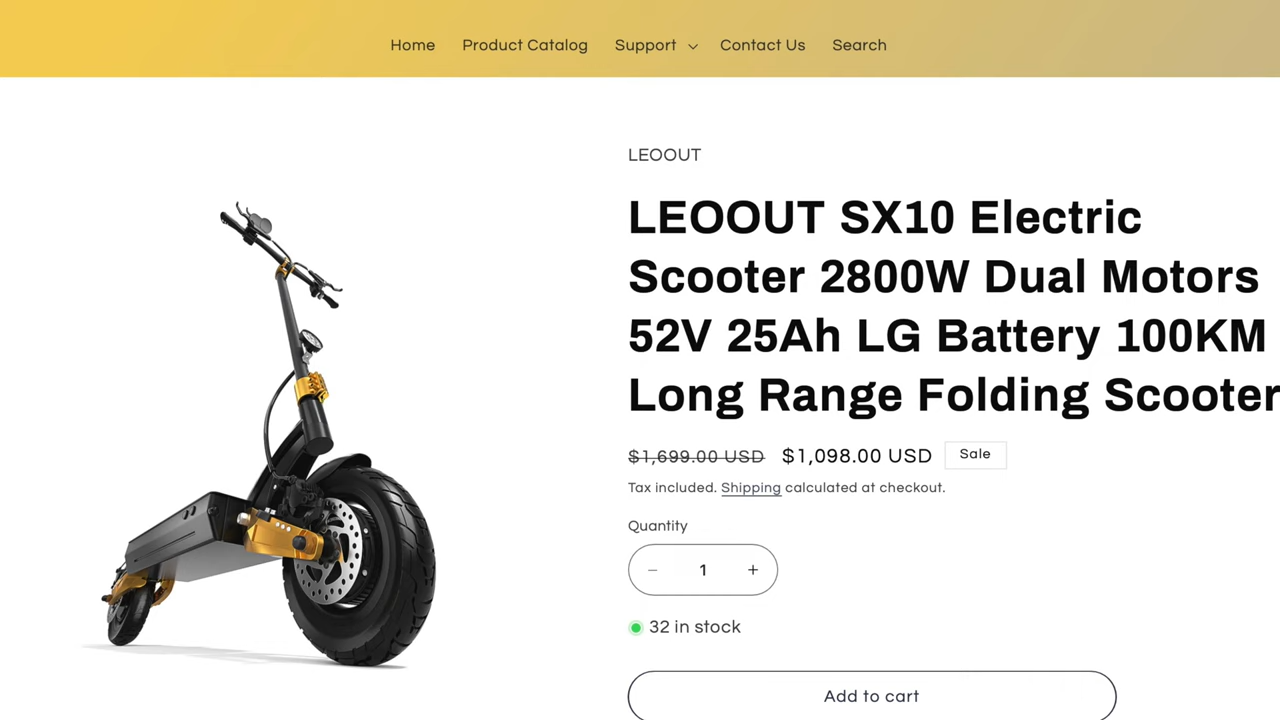 Home Product Catalog Support Contact Us Search
LEOOUT
LEOOUT SX10 Electric
Scooter 2800W Dual Motors
52V 25Ah LG Battery 100KM
Long Range Folding Scooter
$1,699.00 USD $1,098.00 USD Sale
Tax included. Shipping calculated at checkout.
Quantity
− 1 +
32 in stock
Add to cart